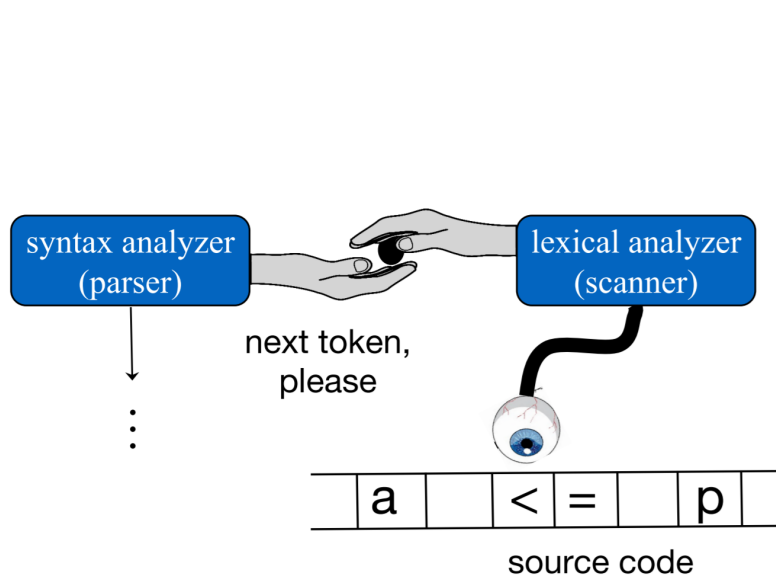 syntax analyzer
(parser)
lexical analyzer
(scanner)
next token,
please
a < = p
source code